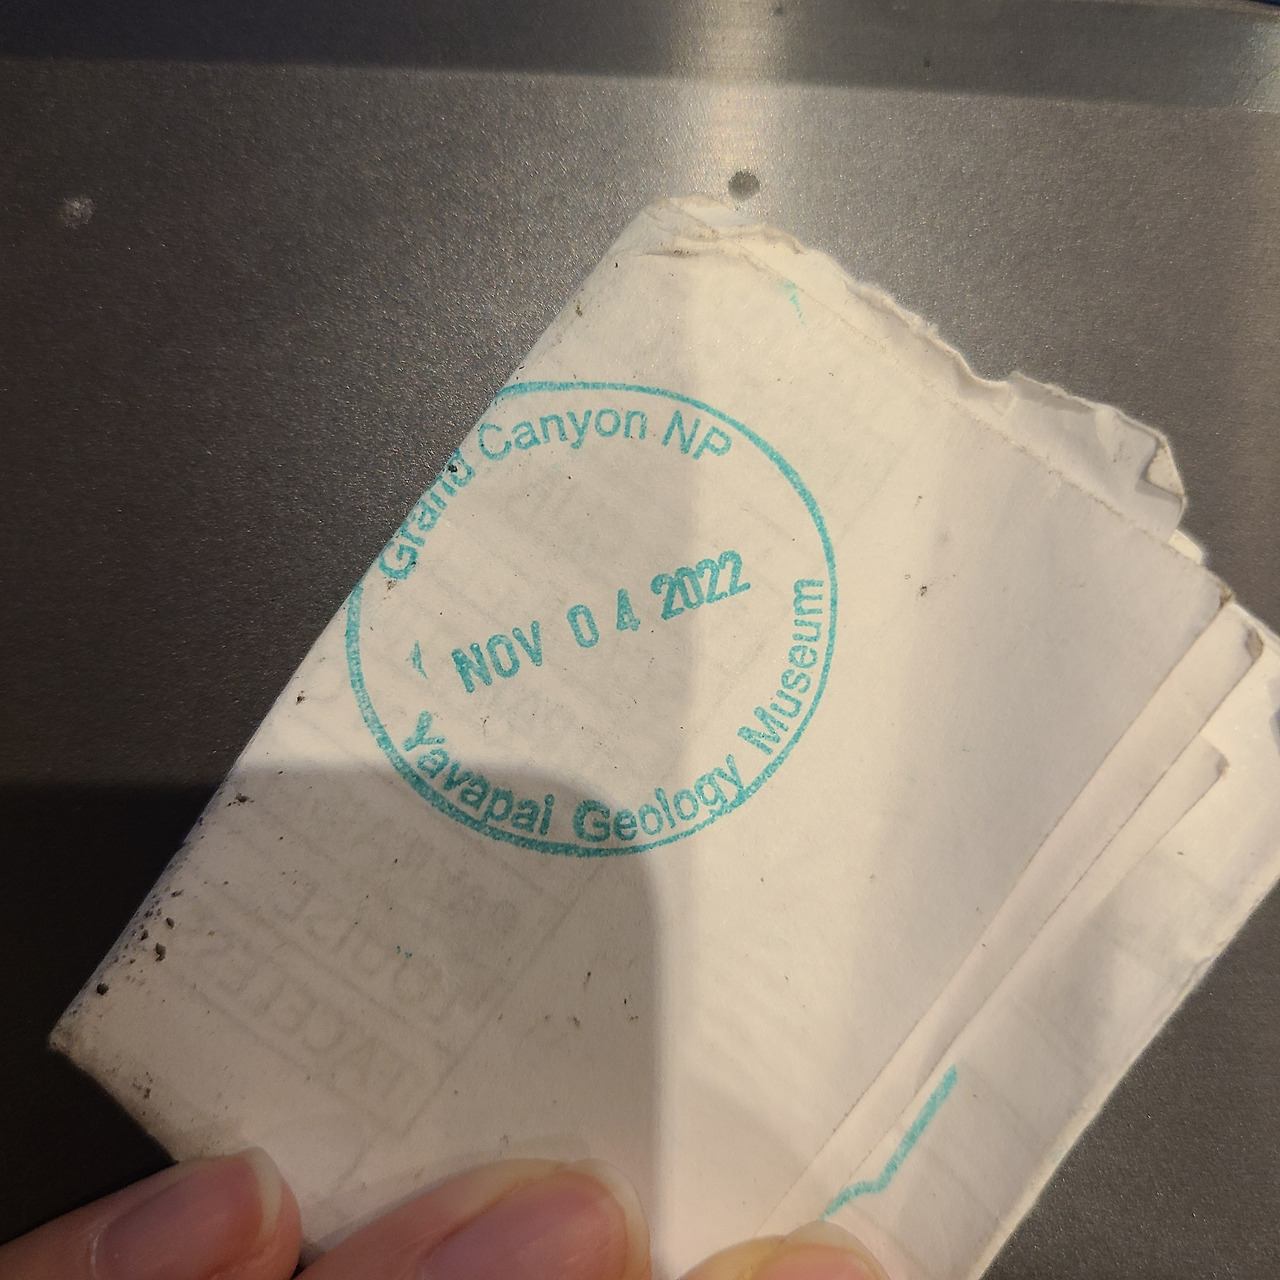 Grand Canyon NP
NOV 04 2022
Yavapai Geology Museum